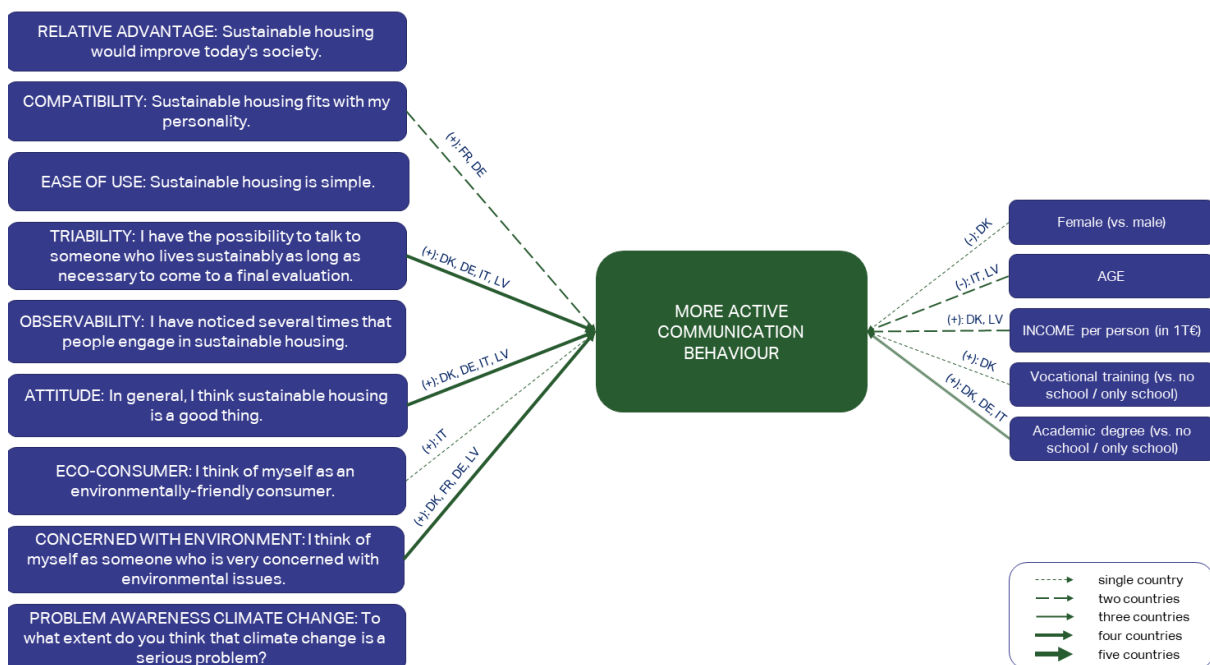 RELATIVE ADVANTAGE: Sustainable housing
would improve today's society.
COMPATIBILITY: Sustainable housing fits with my
personality.
EASE OF USE: Sustainable housing is simple.
TRIABILITY: I have the possibility to talk to
someone who lives sustainably as long as
necessary to come to a final evaluation.
OBSERVABILITY: I have noticed several times that
people engage in sustainable housing.
ATTITUDE: In general, I think sustainable housing
is a good thing.
ECO-CONSUMER: I think of myself as an
environmentally-friendly consumer.
CONCERNED WITH ENVIRONMENT: I think of
myself as someone who is very concerned with
environmental issues.
PROBLEM AWARENESS CLIMATE CHANGE: To
what extent do you think that climate change is a
serious problem?
(+): FR, DE
(+): DK, DE, IT, LV
(+): DK, DE, IT, LV
(+): IT
(+): DK, FR, DE, LV
MORE ACTIVE
COMMUNICATION
BEHAVIOUR
(-): DK
(-): IT, LV
(+): DK, LV
(+): DK
(+): DK, DE, IT
Female (vs. male)
AGE
INCOME per person (in 1T€)
Vocational training (vs. no
school / only school)
Academic degree (vs. no
school / only school)
single country
two countries
three countries
four countries
five countries